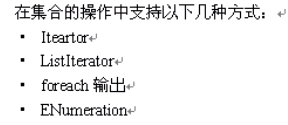 在集合的操作中支持以下几种方式：
· Iteartor
· ListIterator
· foreach 输出
· ENumeration